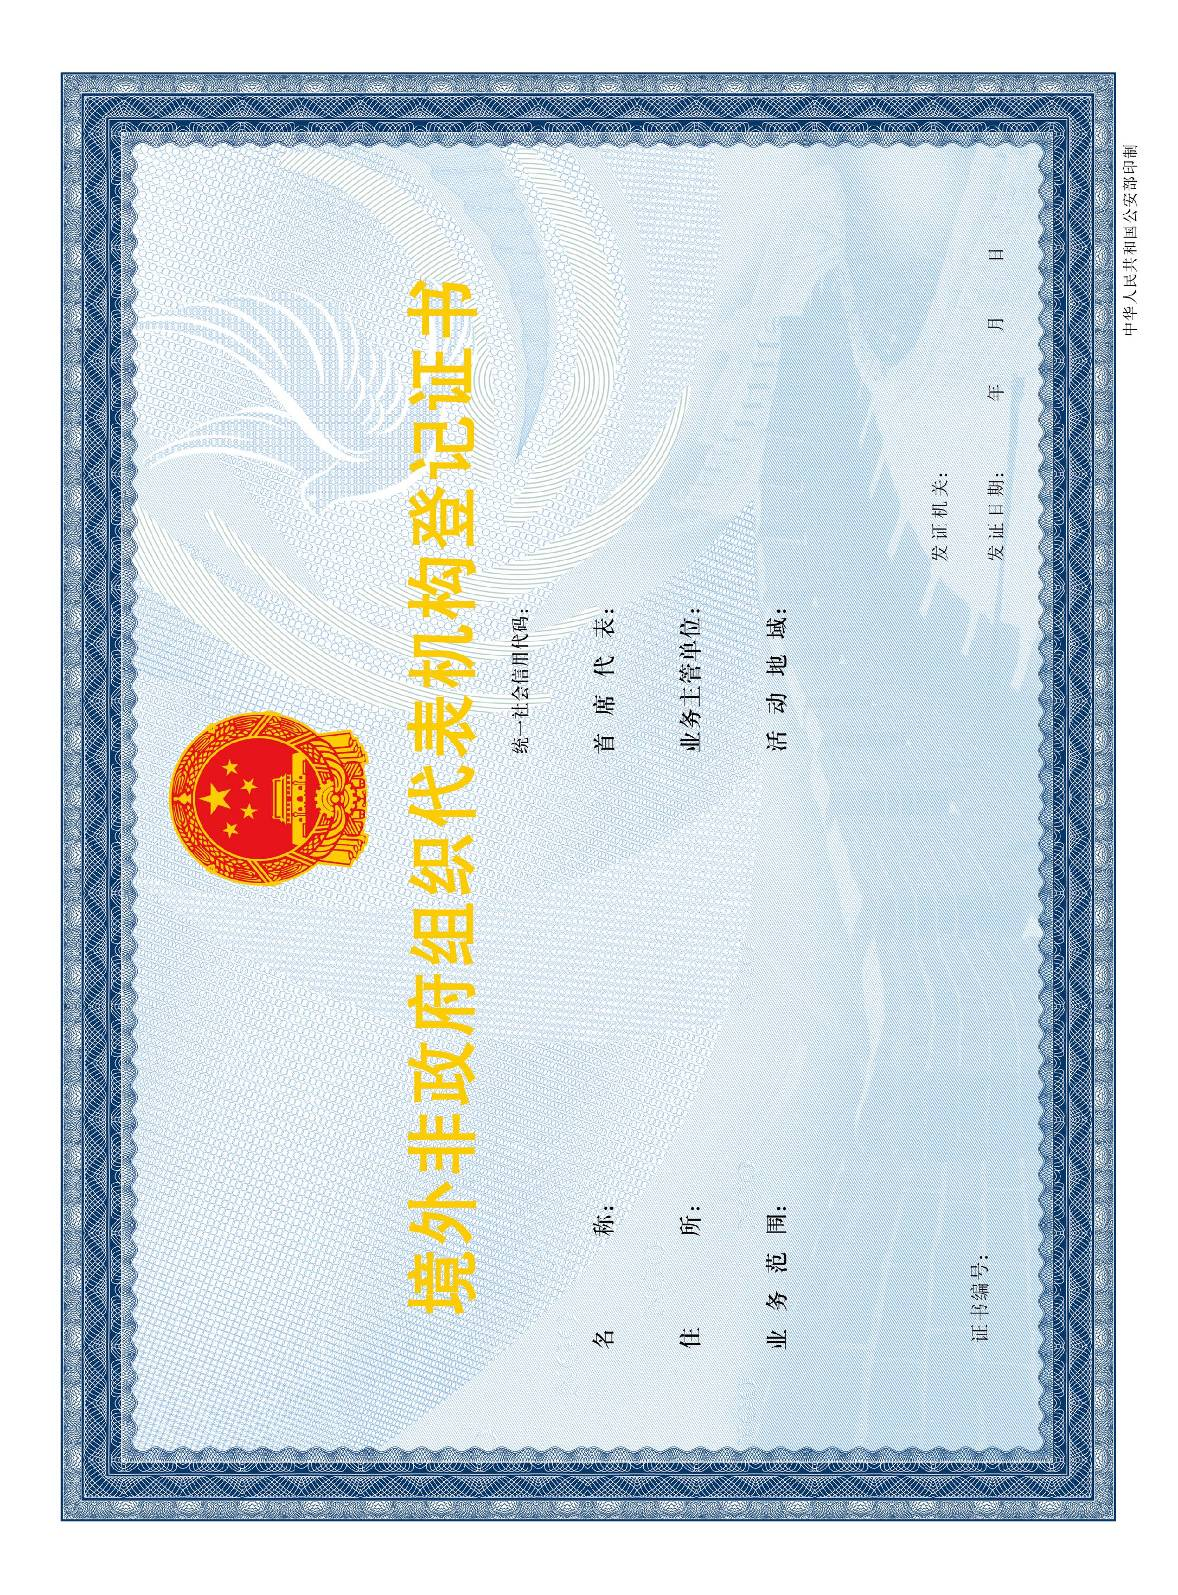 境外非政府组织代表机构登记证书
统一社会信用代码：
名 称： 首 席 代 表：
住 所： 业务主管单位：
业 务 范 围： 活 动 地 域：
发 证 机 关：
证书编号： 发 证 日 期： 年 月 日
中华人民共和国公安部印制